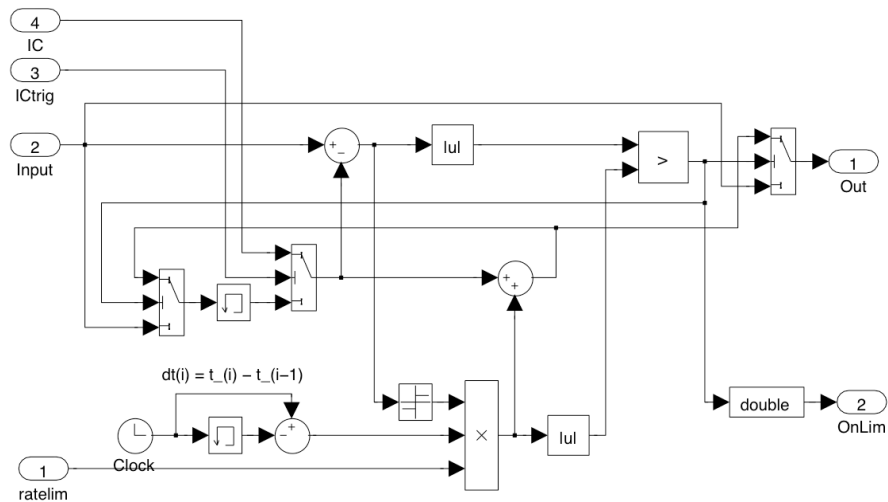 4
IC
3
ICtrig
2
Input
+
−
|u|
>
1
Out
+
+
dt(i) = t_(i) − t_(i−1)
Clock
−
+
×
|u|
double
2
OnLim
1
ratelim